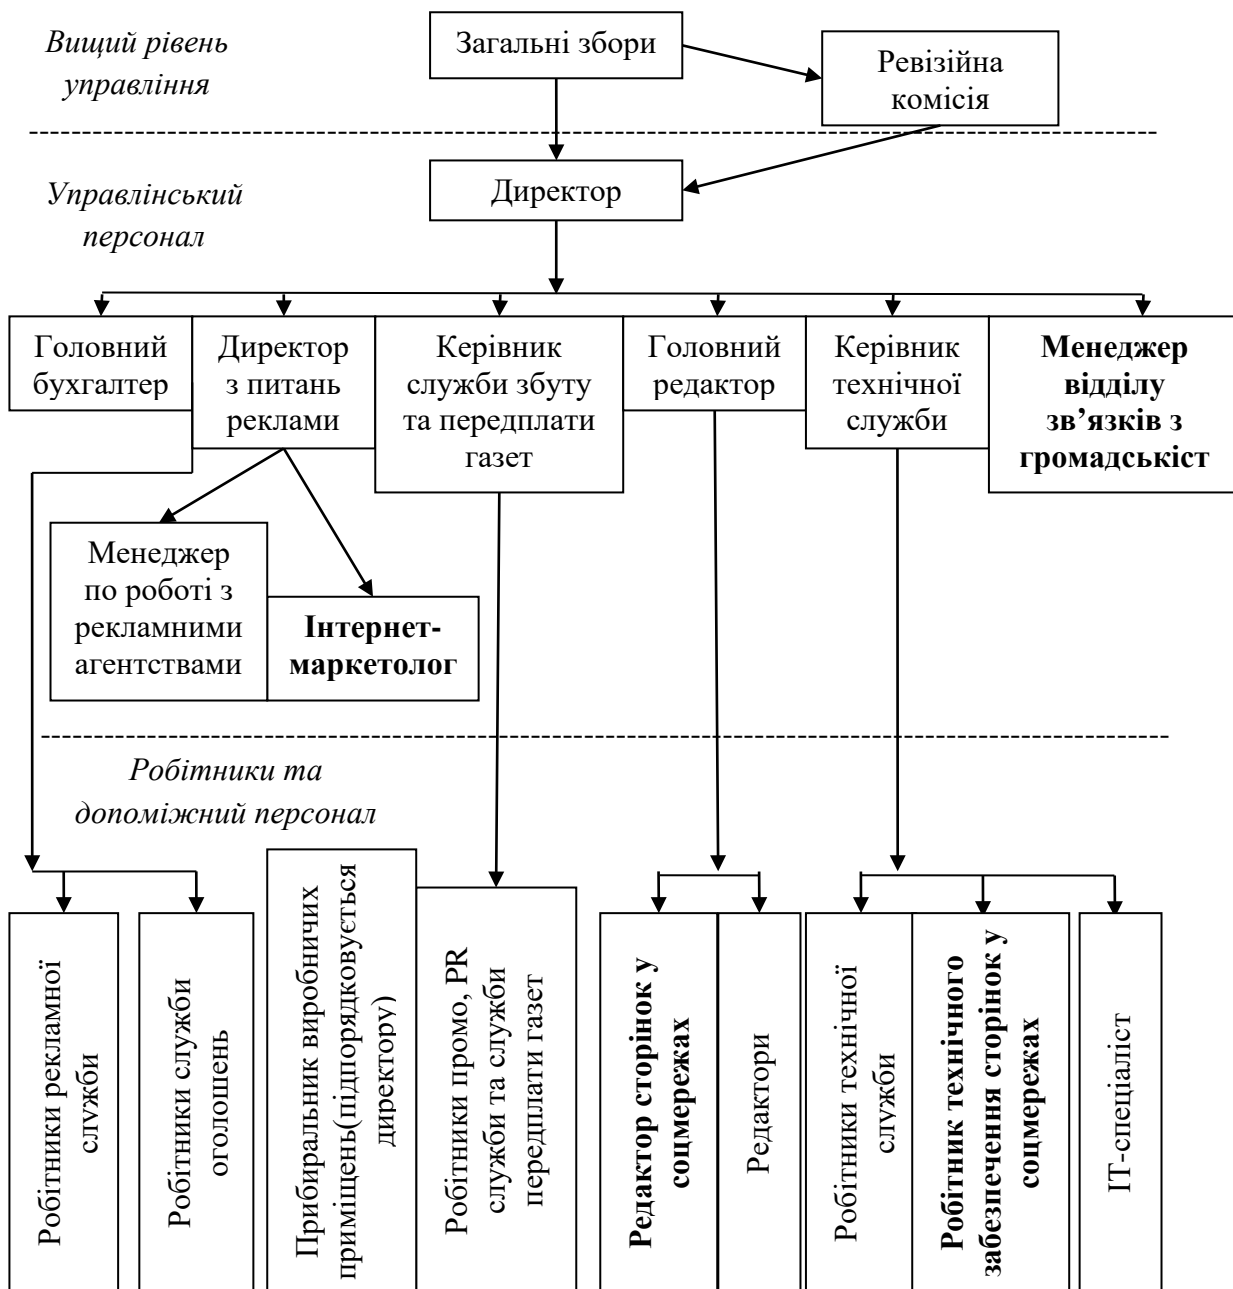 Вищий рівень
управління
Загальні збори
Ревізійна
комісія
Управлінський
персонал
Директор
Головний
бухгалтер
Директор
з питань
реклами
Керівник
служби збуту
та передплати
газет
Головний
редактор
Керівник
технічної
служби
Менеджер
відділу
зв’язків з
громадськіст
Менеджер
по роботі з
рекламними
агентствами
Інтернет-
маркетолог
Робітники та
допоміжний персонал
Робітники рекламної
служби
Робітники служби
оголошень
Прибиральник виробничих
приміщень(підпорядковується
директору)
Робітники промо, PR
служби та служби
передплати газет
Редактор сторінок у
соцмережах
Редактори
Робітники технічної
служби
Робітник технічного
забезпечення сторінок у
соцмережах
ІТ-спеціаліст